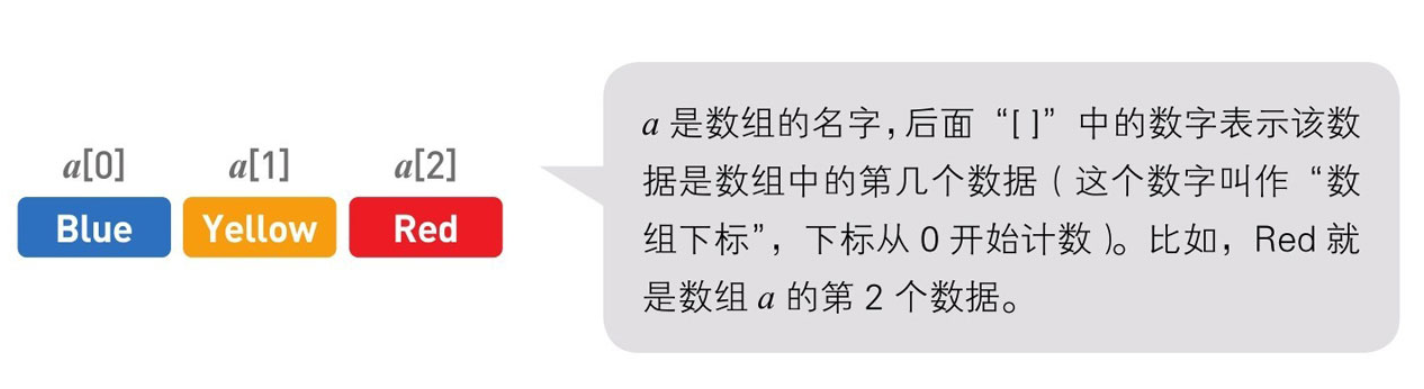 a[0] a[1] a[2]
Blue Yellow Red
a 是数组的名字，后面“[ ]”中的数字表示该数
据是数组中的第几个数据（这个数字叫作“数
组下标”，下标从 0 开始计数）。比如，Red 就
是数组 a 的第 2 个数据。